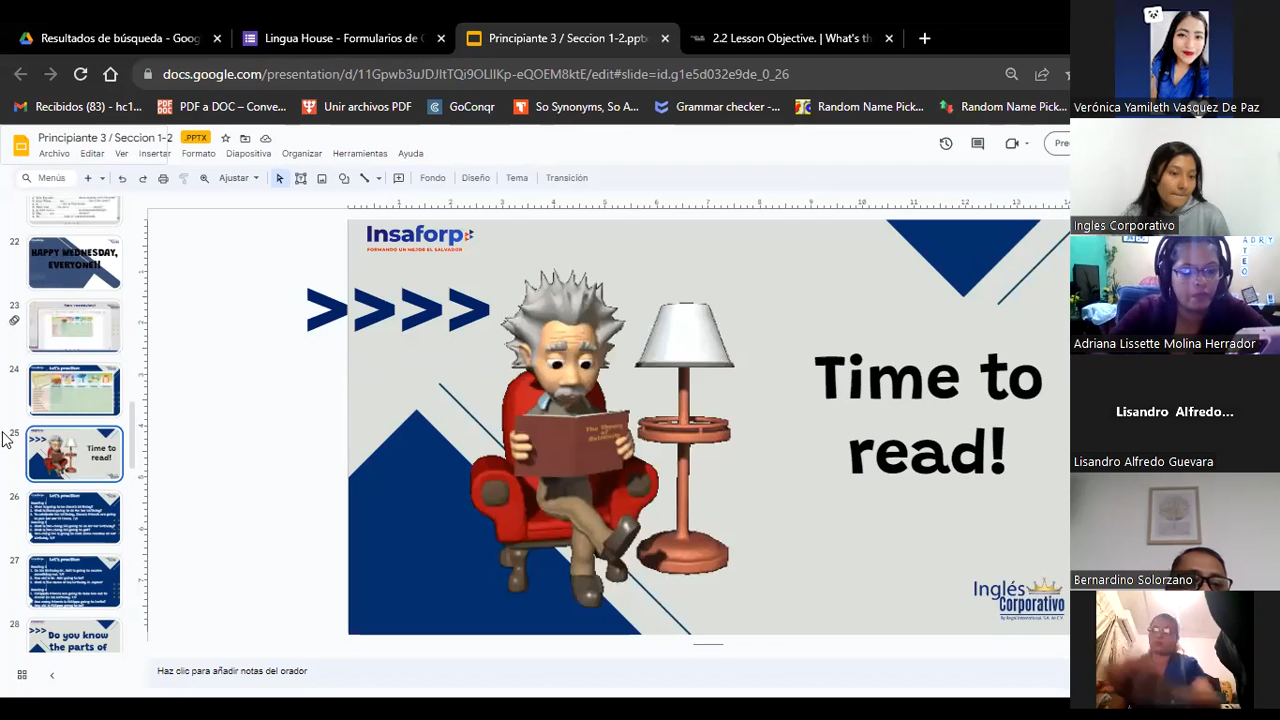 Resultados de búsqueda - Goog
Lingua House - Formularios de G
Principiante 3 / Seccion 1-2.ppt
2.2 Lesson Objective. | What's th
docs.google.com/presentation/d/11Gpwb3uJDJItTQi9OLlIKp-eQOEM8ktE/edit#slide=id.g1e5d032e9de_0_26
Recibidos (83) - hc1...
PDF a DOC – Conve...
Unir archivos PDF
GoConqr
So Synonyms, So A...
Grammar checker -...
Random Name Pick...
Random Name Pick...
Principiante 3 / Seccion 1-2
.PPTX
Archivo Editar Ver Insertar Formato Diapositiva Organizar Herramientas Ayuda
Menús
Ajustar
Fondo Diseño Tema Transición
22
HAPPY WEDNESDAY,
EVERYONE!!
23
24
Let's practice!
25
Time to
read!
26
Let's practice!
27
Let's practice!
28
Do you know
the parts of
Insaforp
FORMANDO UN MEJOR EL SALVADOR
>>>>
Time to
read!
Inglés
Corporativo
Haz clic para añadir notas del orador
Verónica Yamileth Vasquez De Paz
Ingles Corporativo
Adriana Lissette Molina Herrador
Lisandro Alfredo...
Lisandro Alfredo Guevara
Bernardino Solorzano